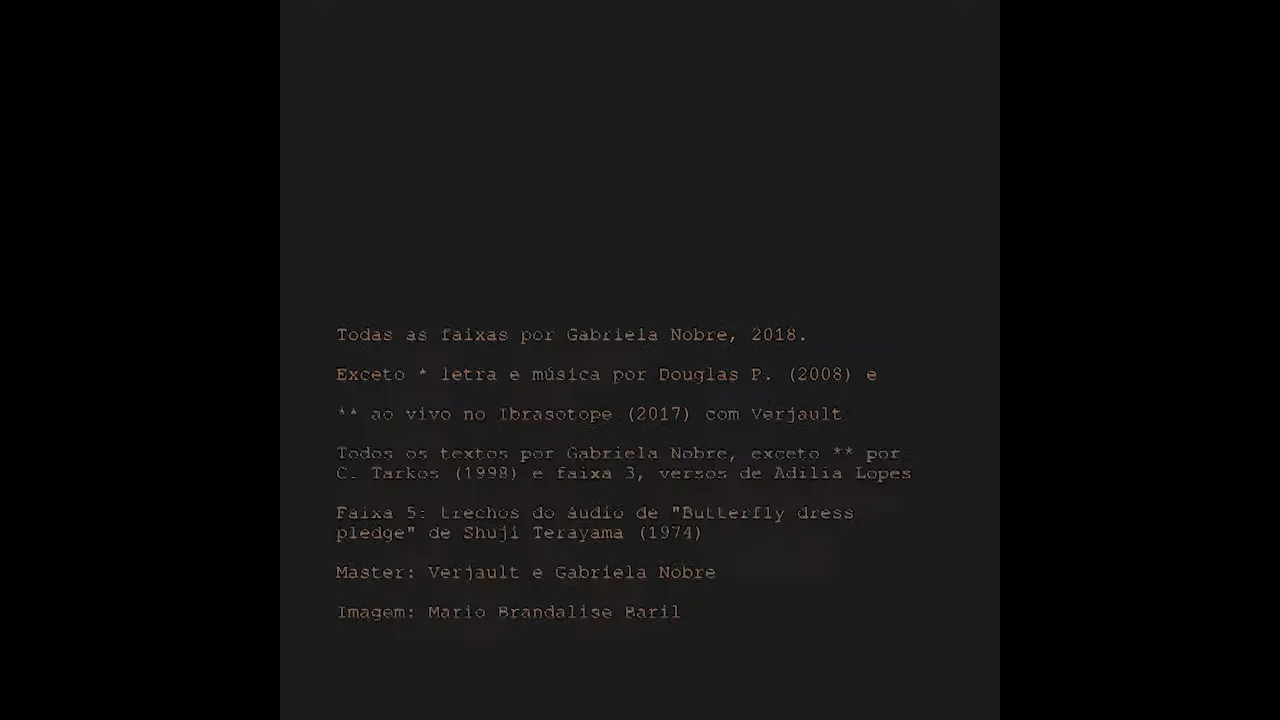 Todas as faixas por Gabriela Nobre, 2018.
Exceto * letra e música por Douglas P. (2008) e
** ao vivo no Ibrasotope (2017) com Verjault
Todos os textos por Gabriela Nobre, exceto ** por
C. Tarkos (1998) e faixa 3, versos de Adilia Lopes
Faixa 5: trechos do áudio de "Butterfly dress
pledge" de Shuji Terayama (1974)
Master: Verjault e Gabriela Nobre
Imagem: Mario Brandalise Baril